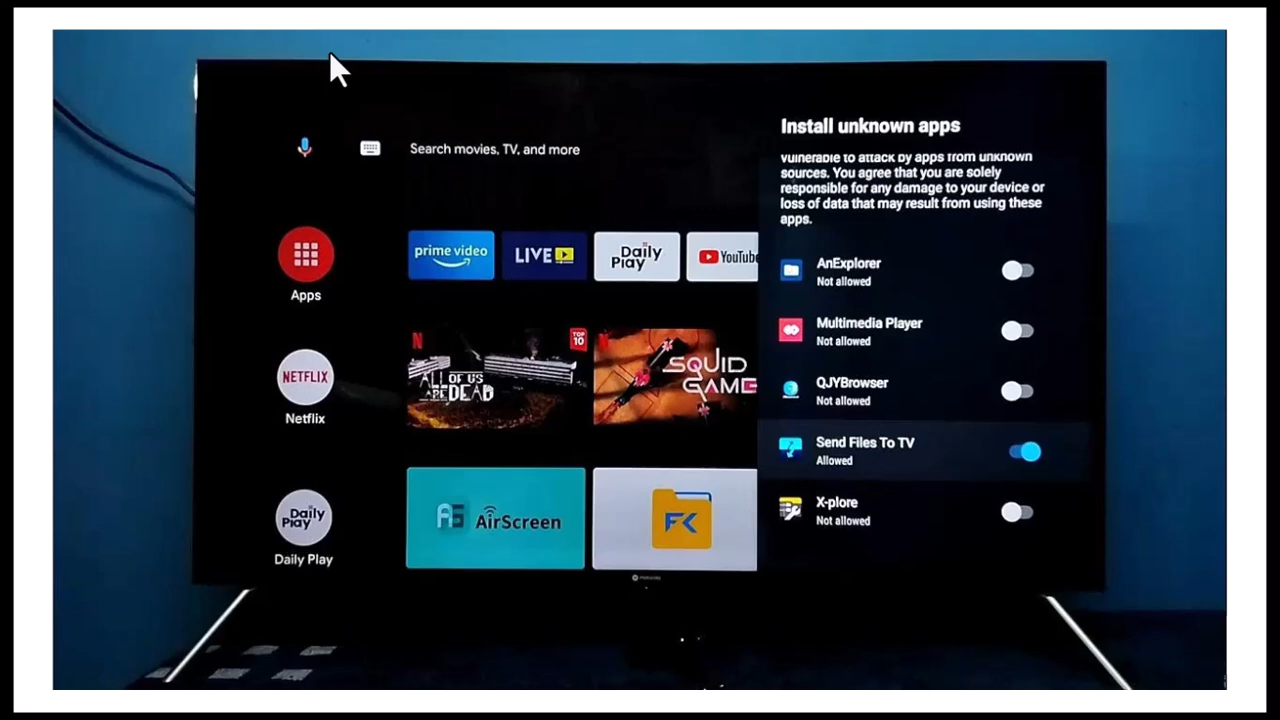 Search movies, TV, and more
Apps
prime video
LIVE
Daily
Play
YouTube
NETFLIX
Netflix
N
TOP
10
ALL OF US
ARE DEAD
SQUID
GAME
Daily
Play
Daily Play
AirScreen
Install unknown apps
vulnerable to attack by apps from unknown
sources. You agree that you are solely
responsible for any damage to your device or
loss of data that may result from using these
apps.
AnExplorer
Not allowed
Multimedia Player
Not allowed
QJYBrowser
Not allowed
Send Files To TV
Allowed
X-plore
Not allowed
motorola